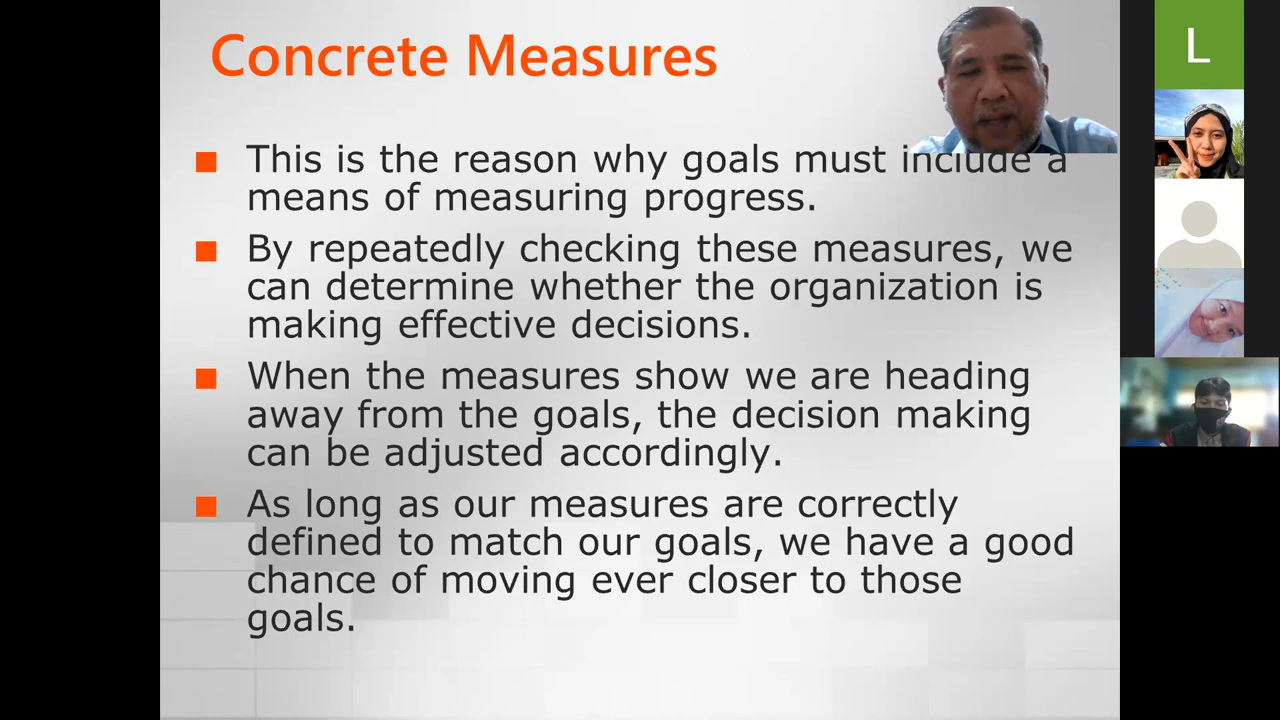 Concrete Measures
L
This is the reason why goals must include a
means of measuring progress.
By repeatedly checking these measures, we
can determine whether the organization is
making effective decisions.
When the measures show we are heading
away from the goals, the decision making
can be adjusted accordingly.
As long as our measures are correctly
defined to match our goals, we have a good
chance of moving ever closer to those
goals.